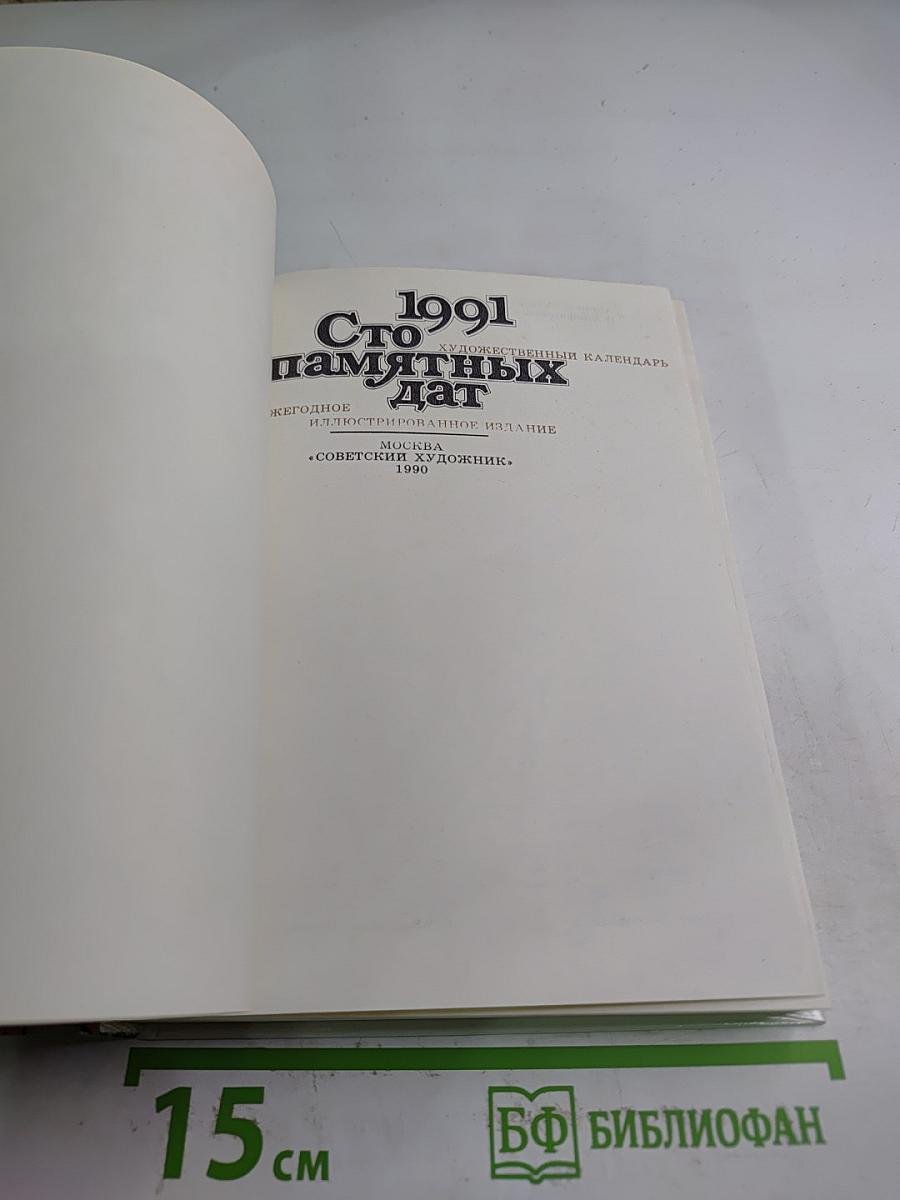 1991
Сто
ХУДОЖЕСТВЕННЫЙ КАЛЕНДАРЬ
памятных
дат
ЖЕГОДНОЕ
ИЛЛЮСТРИРОВАННОЕ ИЗДАНИЕ
МОСКВА
«СОВЕТСКИЙ ХУДОЖНИК»
1990
15 см
БФ БИБЛИОФАН